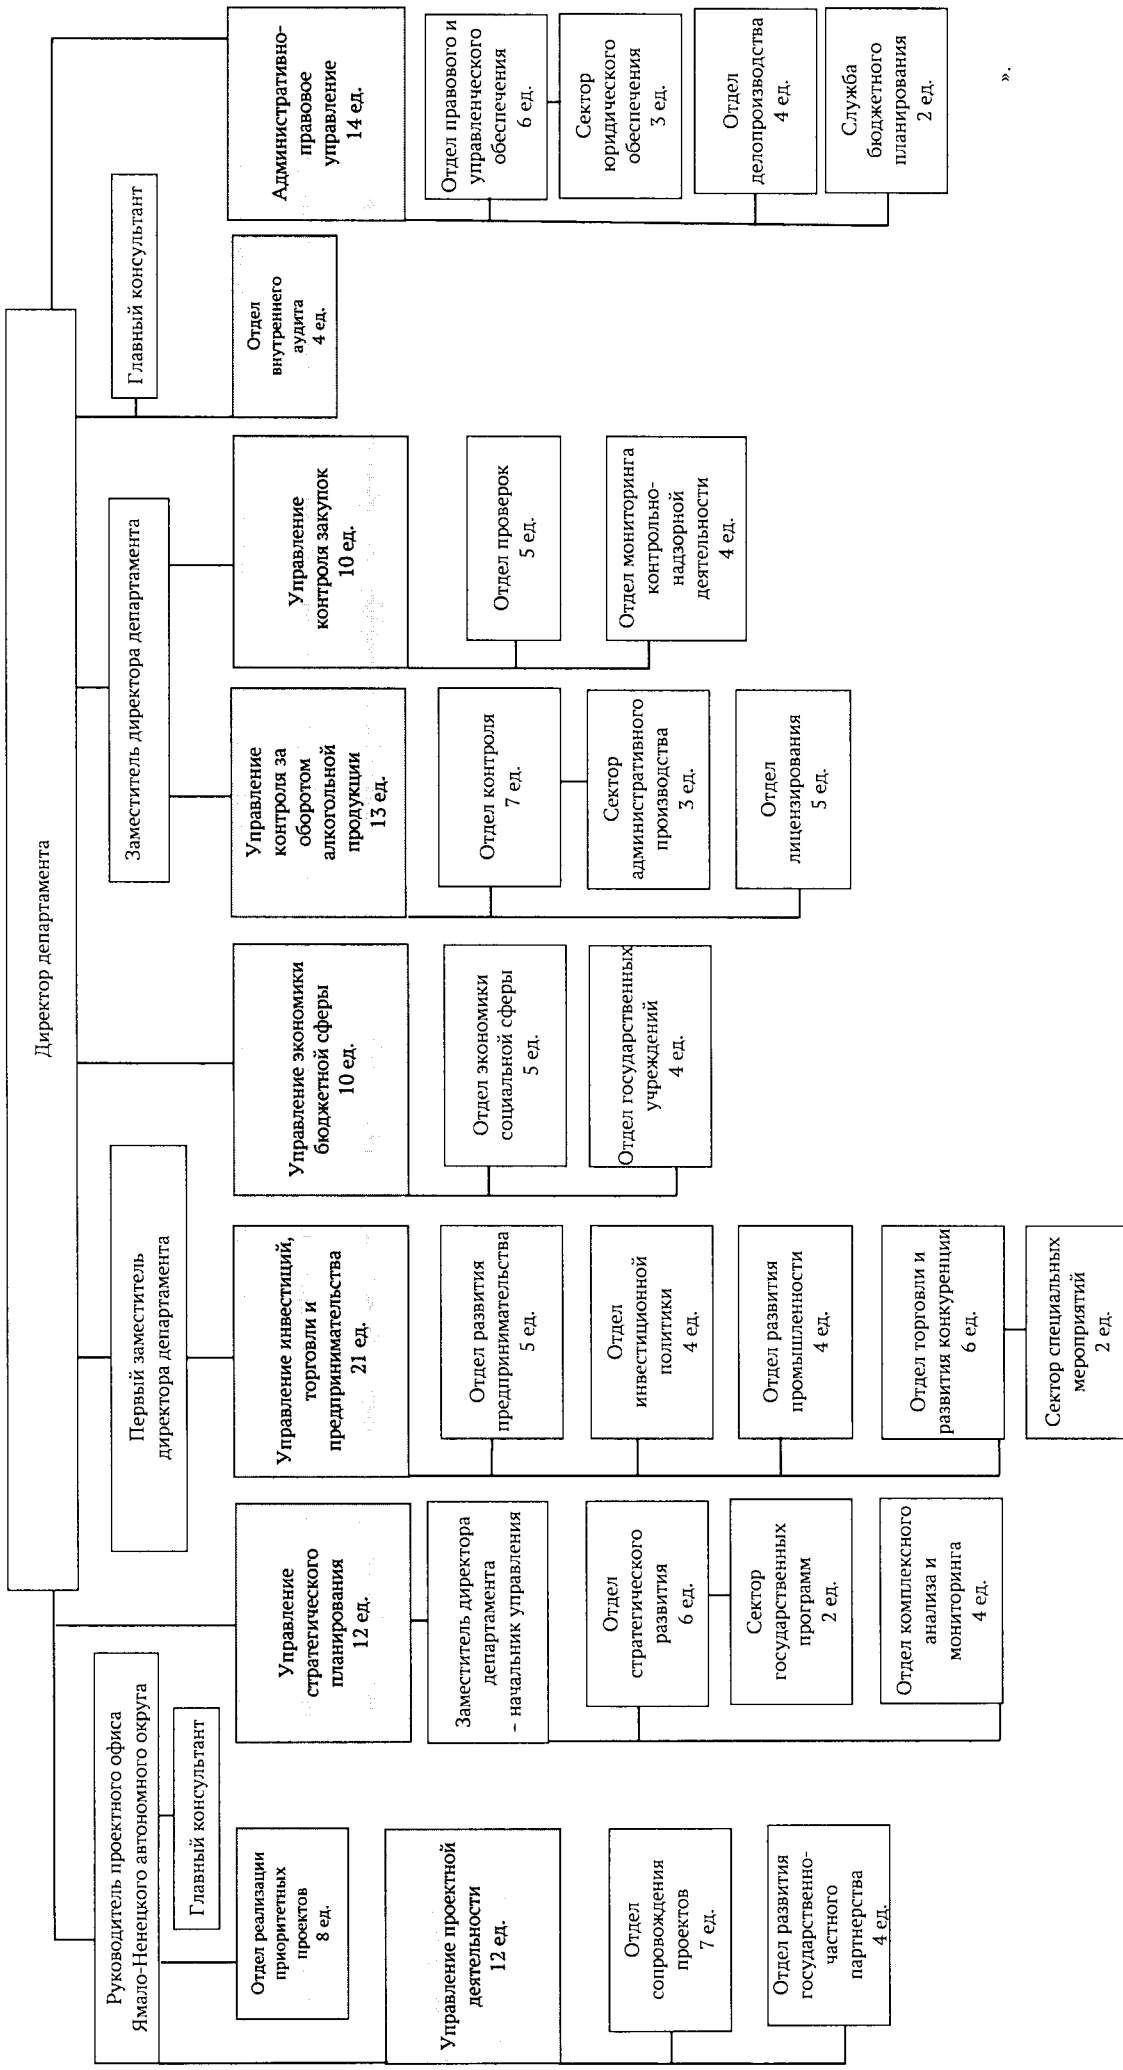 Директор департамента
Руководитель проектного офиса
Ямало-Ненецкого автономного округа
Главный консультант
Отдел реализации
приоритетных
проектов
8 ед.
Управление проектной
деятельности
12 ед.
Отдел
сопровождения
проектов
7 ед.
Отдел развития
государственно-
частного
партнерства
4 ед.
Управление
стратегического
планирования
12 ед.
Заместитель директора
департамента
– начальник управления
Отдел
стратегического
развития
6 ед.
Сектор
государственных
программ
2 ед.
Отдел комплексного
анализа и
мониторинга
4 ед.
Первый заместитель
директора департамента
Управление инвестиций,
торговли и
предпринимательства
21 ед.
Отдел развития
предпринимательства
5 ед.
Отдел
инвестиционной
политики
4 ед.
Отдел развития
промышленности
4 ед.
Отдел торговли и
развития конкуренции
6 ед.
Сектор специальных
мероприятий
2 ед.
Управление экономики
бюджетной сферы
10 ед.
Отдел экономики
социальной сферы
5 ед.
Отдел государственных
учреждений
4 ед.
Заместитель директора департамента
Управление
контроля за
оборотом
алкогольной
продукции
13 ед.
Отдел контроля
7 ед.
Сектор
административного
производства
3 ед.
Отдел
лицензирования
5 ед.
Управление
контроля закупок
10 ед.
Отдел проверок
5 ед.
Отдел мониторинга
контрольно-
надзорной
деятельности
4 ед.
Главный консультант
Отдел
внутреннего
аудита
4 ед.
Административно-
правовое
управление
14 ед.
Отдел правового и
управленческого
обеспечения
6 ед.
Сектор
юридического
обеспечения
3 ед.
Отдел
делопроизводства
4 ед.
Служба
бюджетного
планирования
2 ед.
».